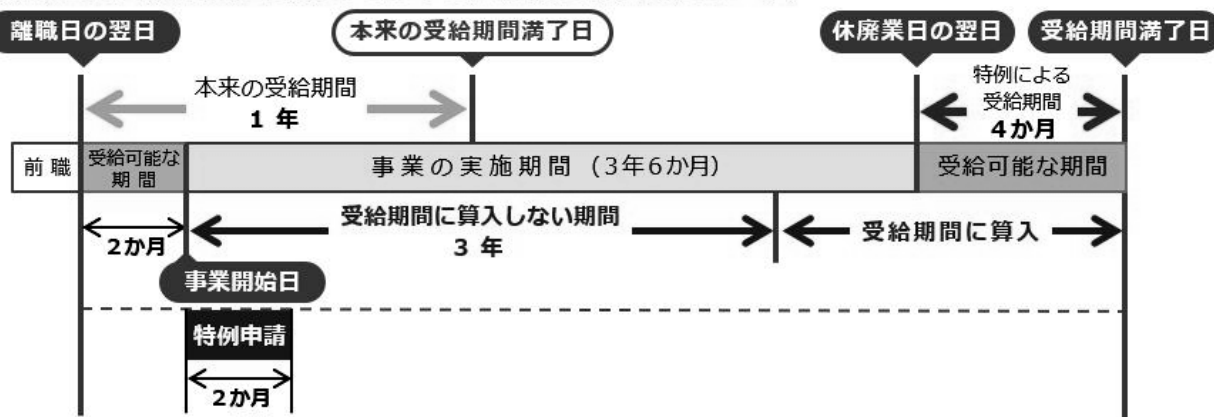 離職日の翌日
本来の受給期間満了日
休廃業日の翌日
受給期間満了日
本来の受給期間
1 年
特例による
受給期間
4か月
前職
受給可能な
期間
事業の実施期間（3年6か月）
受給可能な期間
2か月
受給期間に算入しない期間
3 年
受給期間に算入
事業開始日
特例申請
2か月